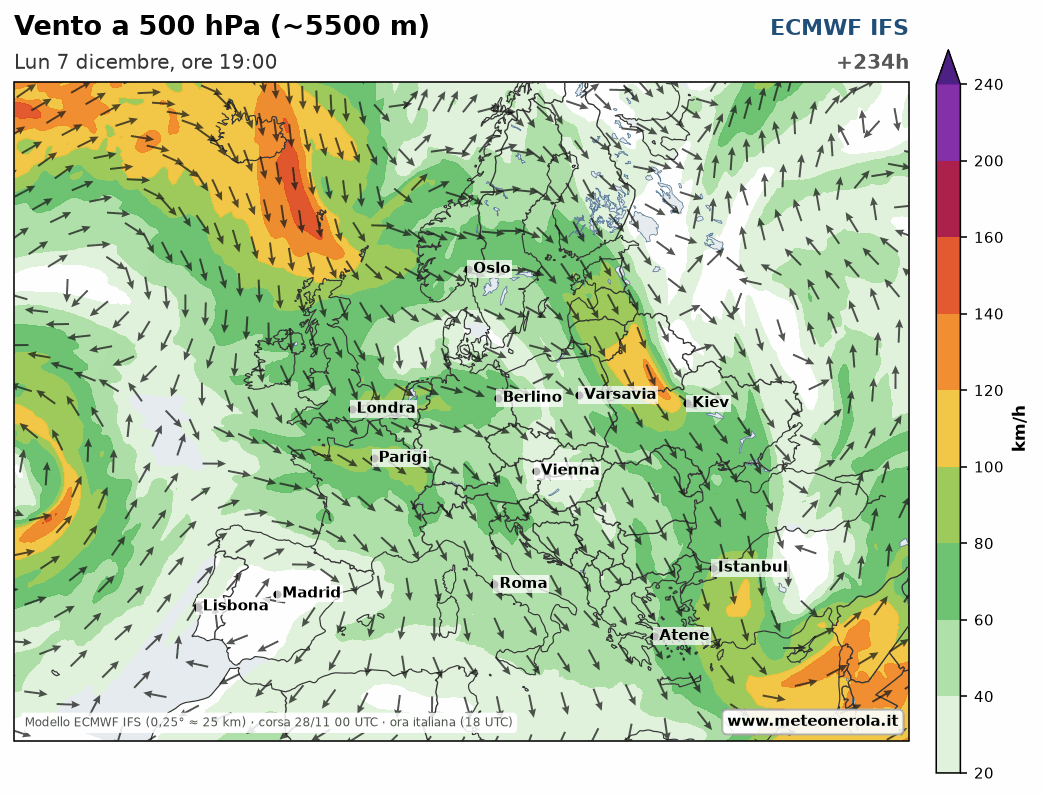 Vento a 500 hPa (~5500 m)
ECMWF IFS
Lun 7 dicembre, ore 19:00
+234h
240
200
160
140
120
100
80
60
40
20
km/h
Oslo
Berlino
Varsavia
Kiev
Londra
Parigi
Vienna
Istanbul
Roma
Madrid
Lisbona
Atene
Modello ECMWF IFS (0,25° ≈ 25 km) · corsa 28/11 00 UTC · ora italiana (18 UTC)
www.meteonerola.it